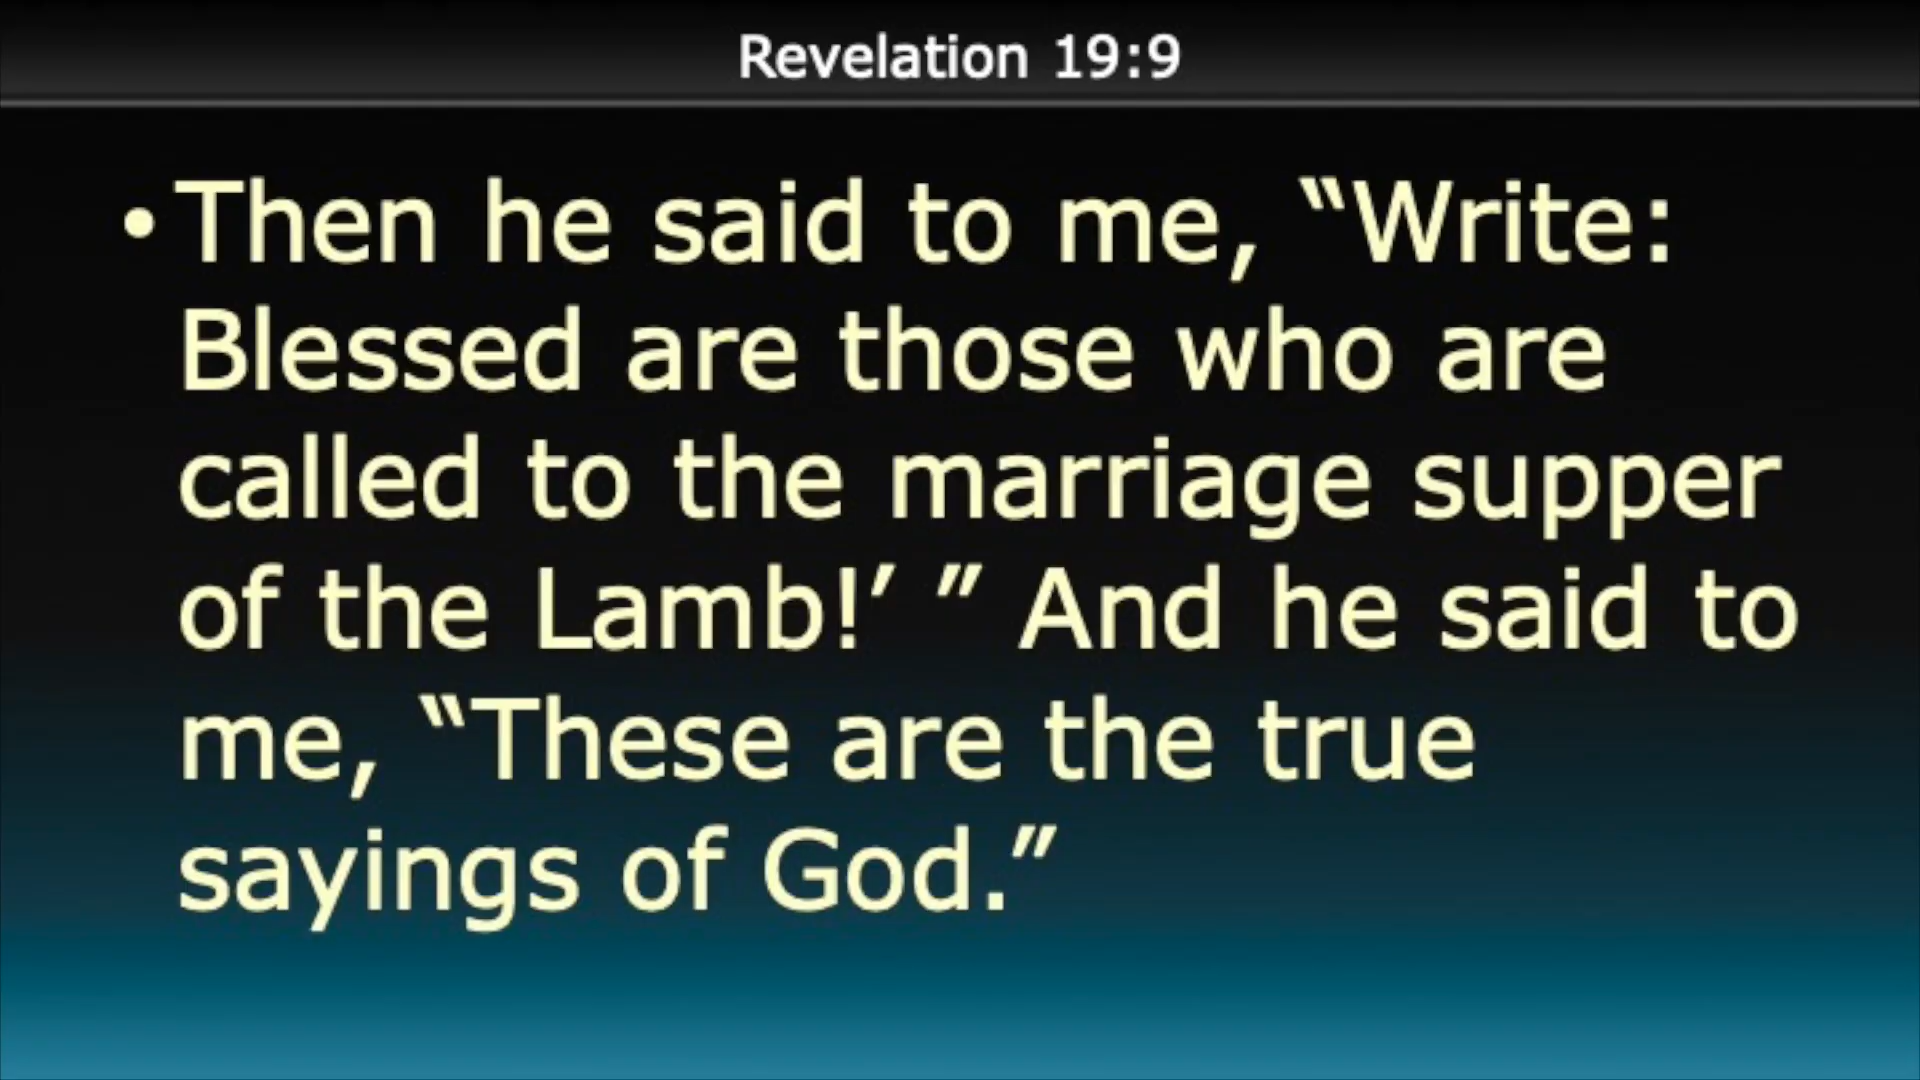 Revelation 19:9
• Then he said to me, “Write:
Blessed are those who are
called to the marriage supper
of the Lamb!’ ” And he said to
me, “These are the true
sayings of God.”